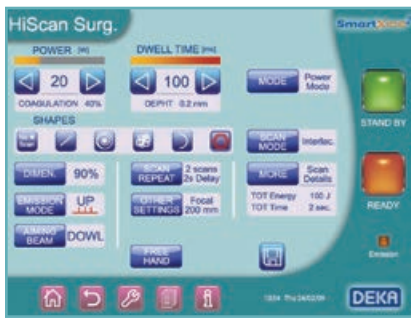 HiScan Surg.
POWER [W]
DWELL TIME [ms]
20
100
COAGULATION 40%
DEPHT 0.2 mm
MODE
Power
Mode
STAND BY
SHAPES
SCAN
MODE
Interlec.
DIMEN.
90%
SCAN
REPEAT
2 scans
2s Delay
MORE
Scan
Details
EMISSION
MODE
UP
OTHER
SETTINGS
Focal
200 mm
TOT Energy 100 J
TOT Time 2 sec.
READY
AIMING
BEAM
DOWL
FREE
HAND
Emission
DEKA